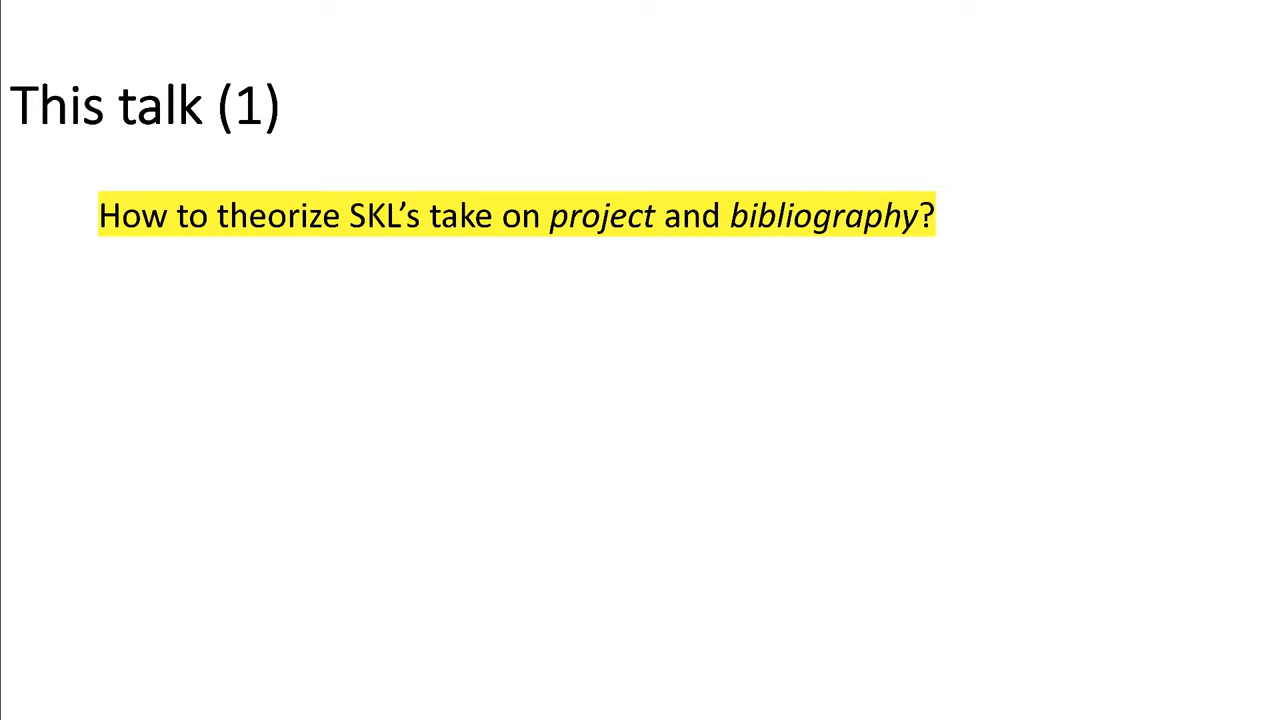 This talk (1)
How to theorize SKL’s take on project and bibliography?